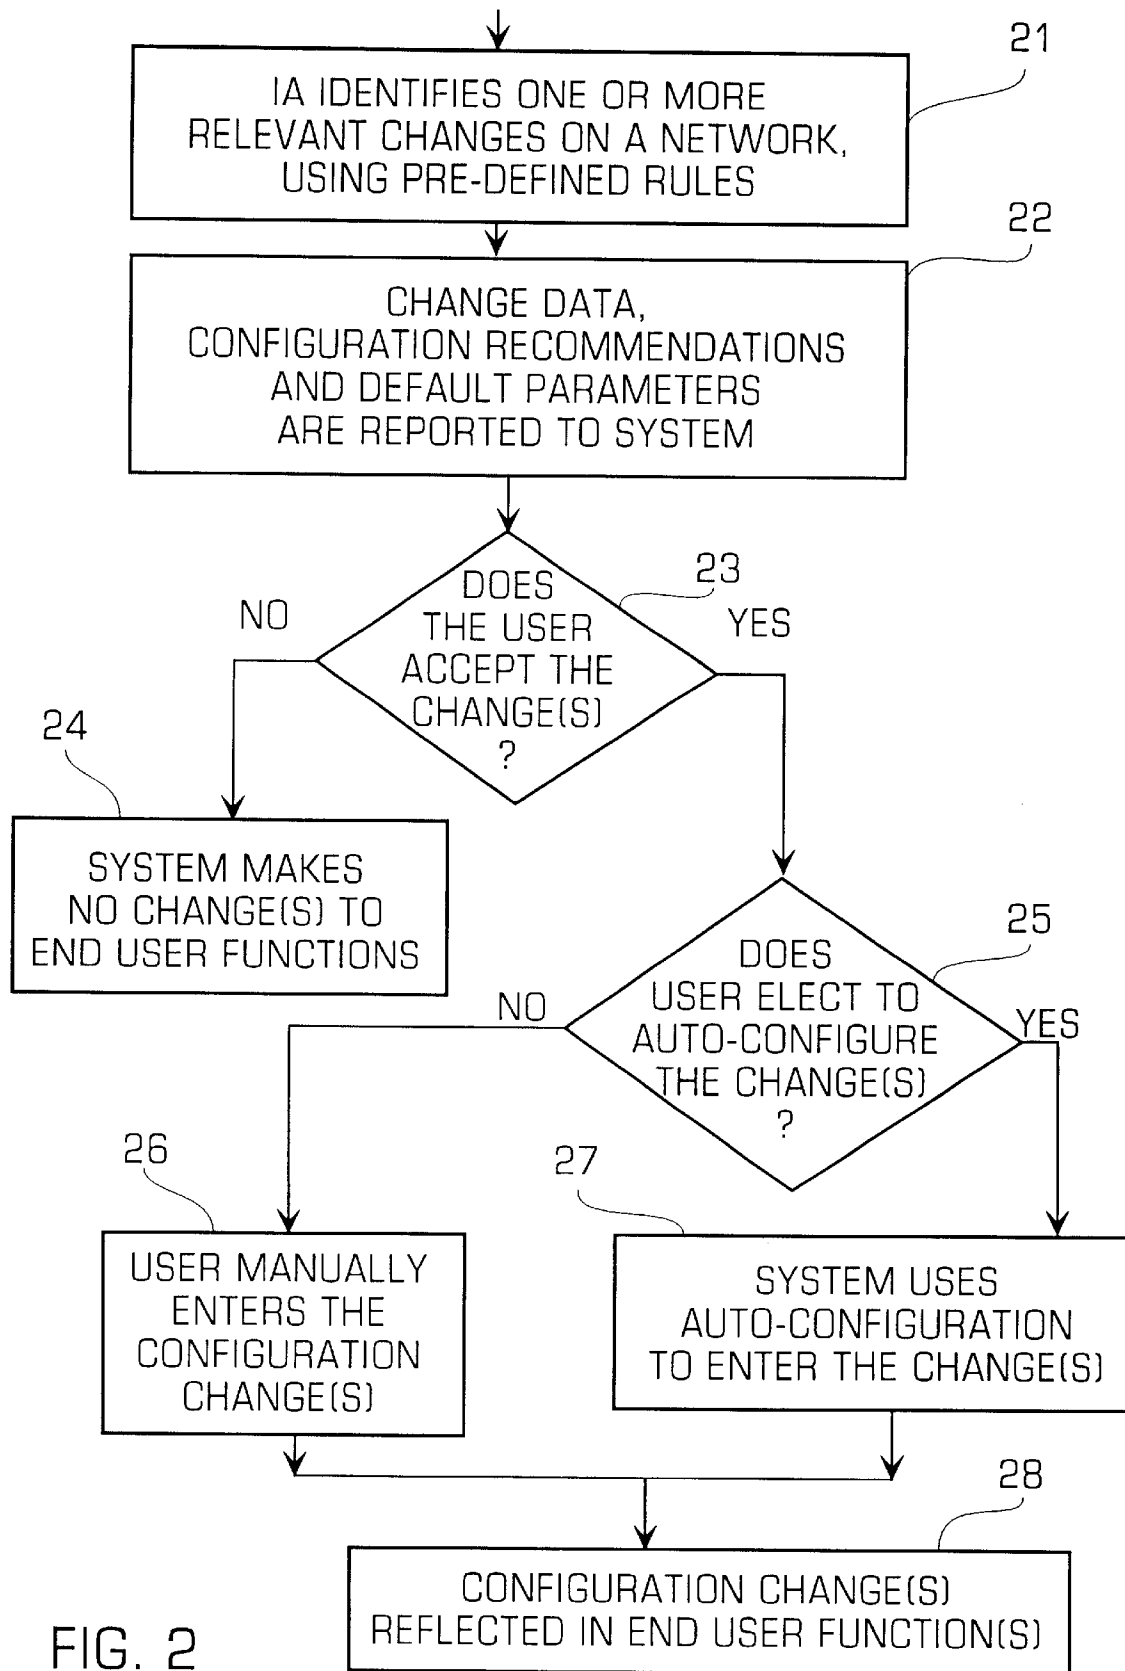 21
IA IDENTIFIES ONE OR MORE
RELEVANT CHANGES ON A NETWORK,
USING PRE-DEFINED RULES
22
CHANGE DATA,
CONFIGURATION RECOMMENDATIONS
AND DEFAULT PARAMETERS
ARE REPORTED TO SYSTEM
23
DOES
THE USER
ACCEPT THE
CHANGE(S)
?
NO
YES
24
SYSTEM MAKES
NO CHANGE(S) TO
END USER FUNCTIONS
25
DOES
USER ELECT TO
AUTO-CONFIGURE
THE CHANGE(S)
?
NO
YES
26
USER MANUALLY
ENTERS THE
CONFIGURATION
CHANGE(S)
27
SYSTEM USES
AUTO-CONFIGURATION
TO ENTER THE CHANGE(S)
28
CONFIGURATION CHANGE(S)
REFLECTED IN END USER FUNCTION(S)
FIG. 2